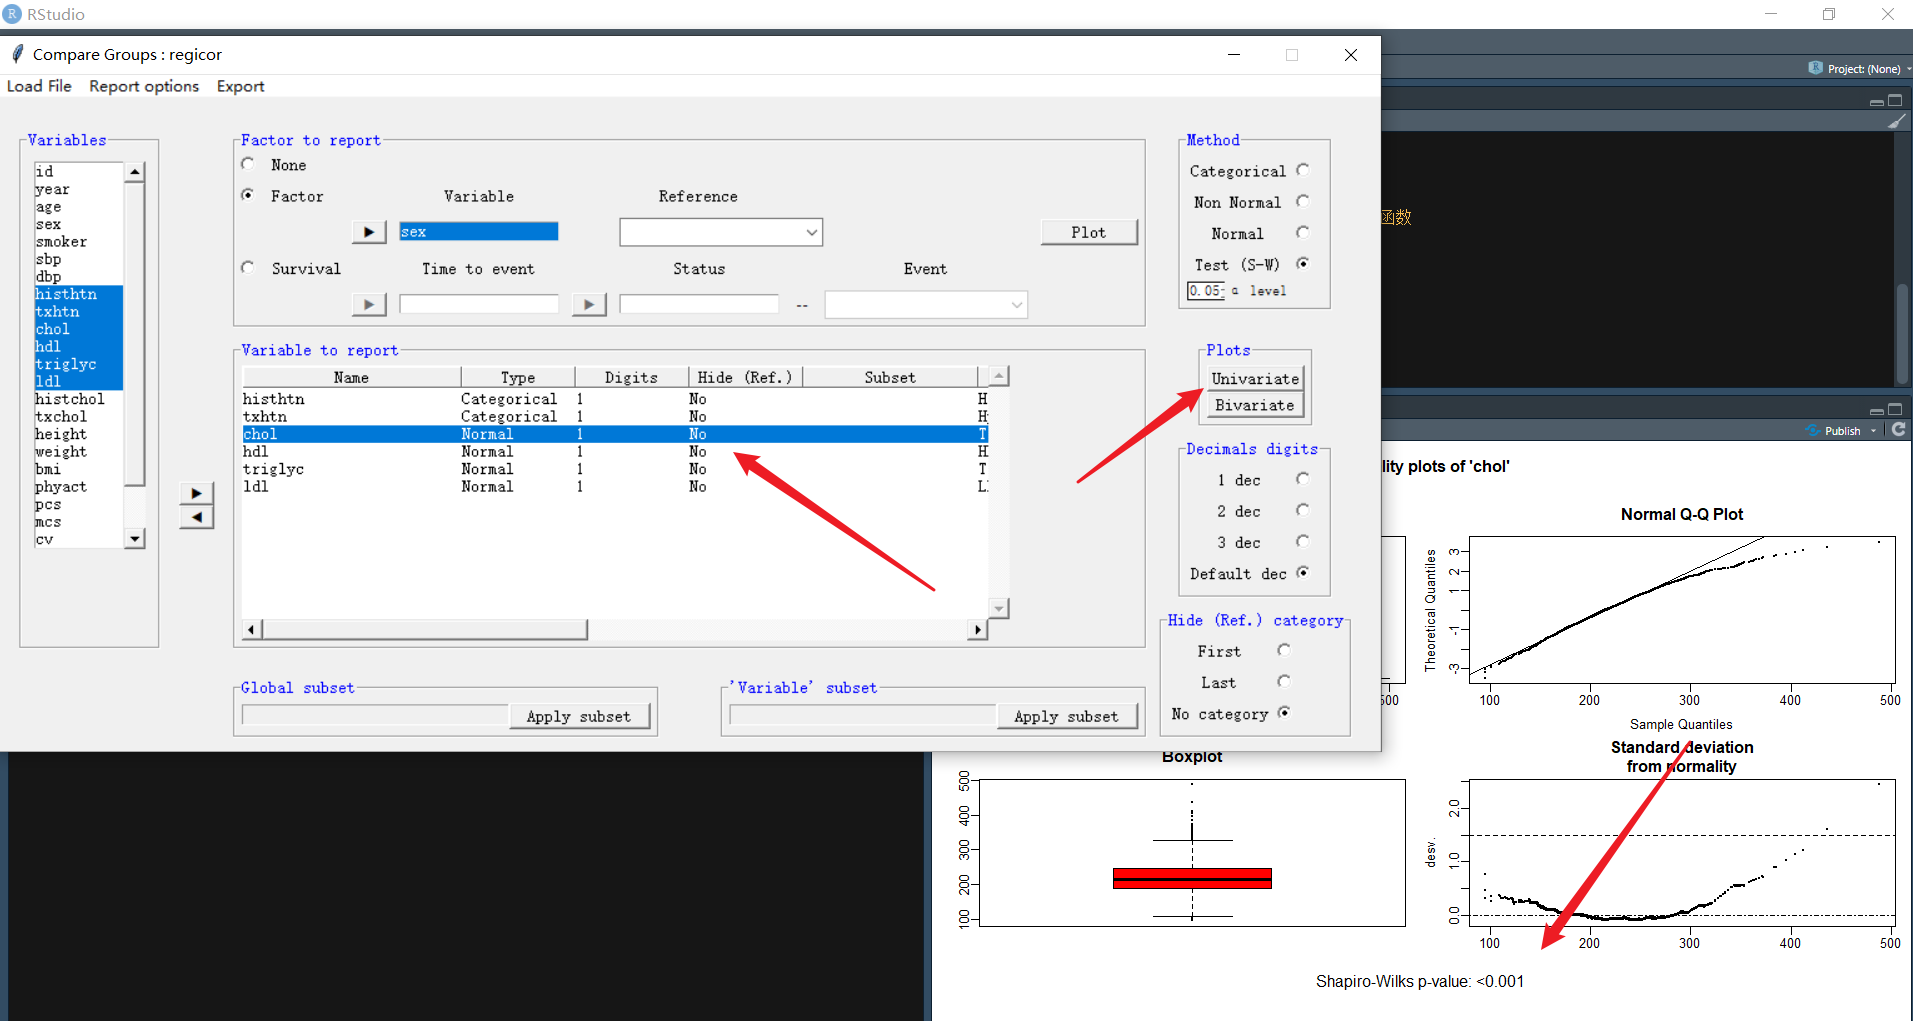 RStudio
Compare Groups : regicor
Load File Report options Export
Project: (None)
Variables
id
year
age
sex
smoker
sbp
dbp
histhtn
txhtn
chol
hdl
triglyc
ldl
histchol
txchol
height
weight
bmi
phyact
pcs
mcs
cv
Factor to report
None
Factor Variable Reference
sex
Plot
Survival Time to event Status Event
--
Method
Categorical
Non Normal
Normal
Test (S-W)
0.05 α level
函数
Variable to report
Name Type Digits Hide (Ref.) Subset
histhtn Categorical 1 No H
txhtn Categorical 1 No H
chol Normal 1 No T
hdl Normal 1 No H
triglyc Normal 1 No T
ldl Normal 1 No L
Plots
Univariate
Bivariate
Decimals digits
1 dec
2 dec
3 dec
Default dec
Hide (Ref.) category
First
Last
No category
Global subset
Apply subset
'Variable' subset
Apply subset
Publish
lity plots of 'chol'
Normal Q-Q Plot
Theoretical Quantiles
3
2
1
-1
-3
100 200 300 400 500
Sample Quantiles
500
Boxplot
500
400
300
200
100
Standard deviation
from normality
desv.
2.0
1.0
0.0
100 200 300 400 500
Shapiro-Wilks p-value: <0.001